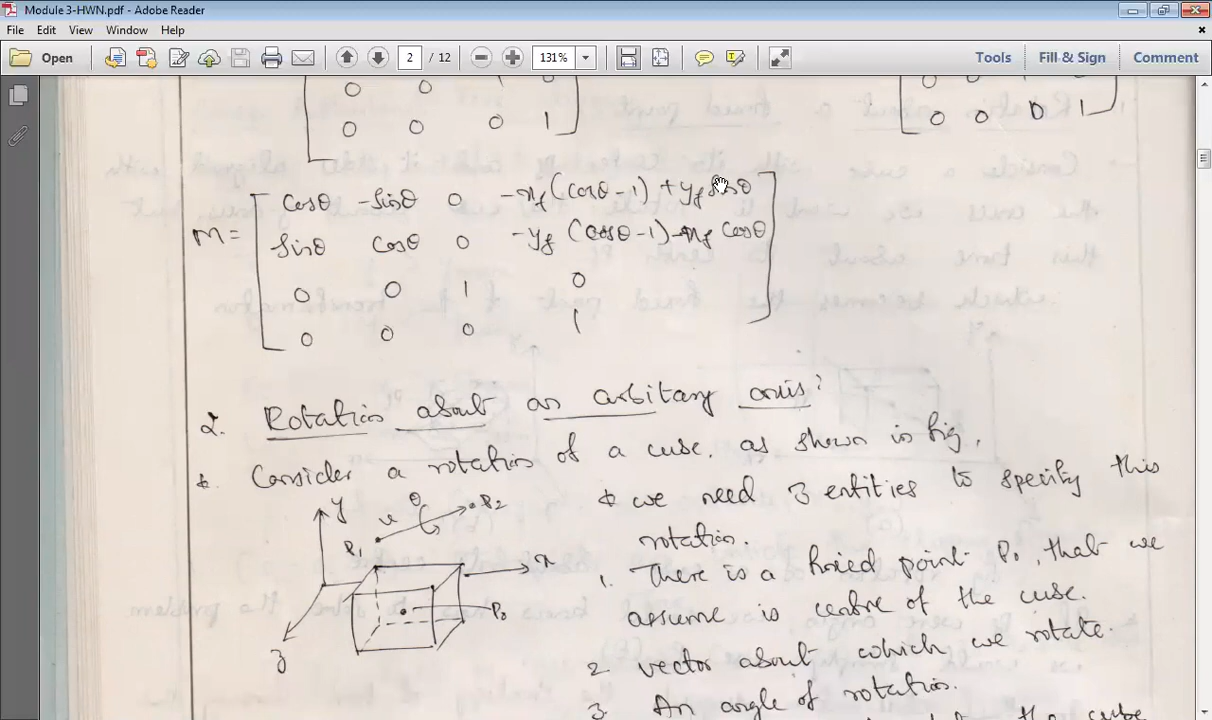 Module 3-HWN.pdf - Adobe Reader
File Edit View Window Help
Open 2 / 12 131% Tools Fill & Sign Comment
0 0 1 0
0 0 0 1
0 0 0 1
M = [ cosθ -sinθ 0 -xf(cosθ-1) + yf sinθ
sinθ cosθ 0 -yf (cosθ-1) -xf cosθ
0 0 1 0
0 0 0 1 ]
2. Rotation about an arbitary axis:
* Consider a rotation of a cube. as shown in fig.
* we need 3 entities to specify this
rotation.
1. There is a fixed point P0, that we
assume is centre of the cube.
2 vector about which we rotate.
3. An angle of rotation.
the cube
y
θ
u
P2
P1
x
P0
z